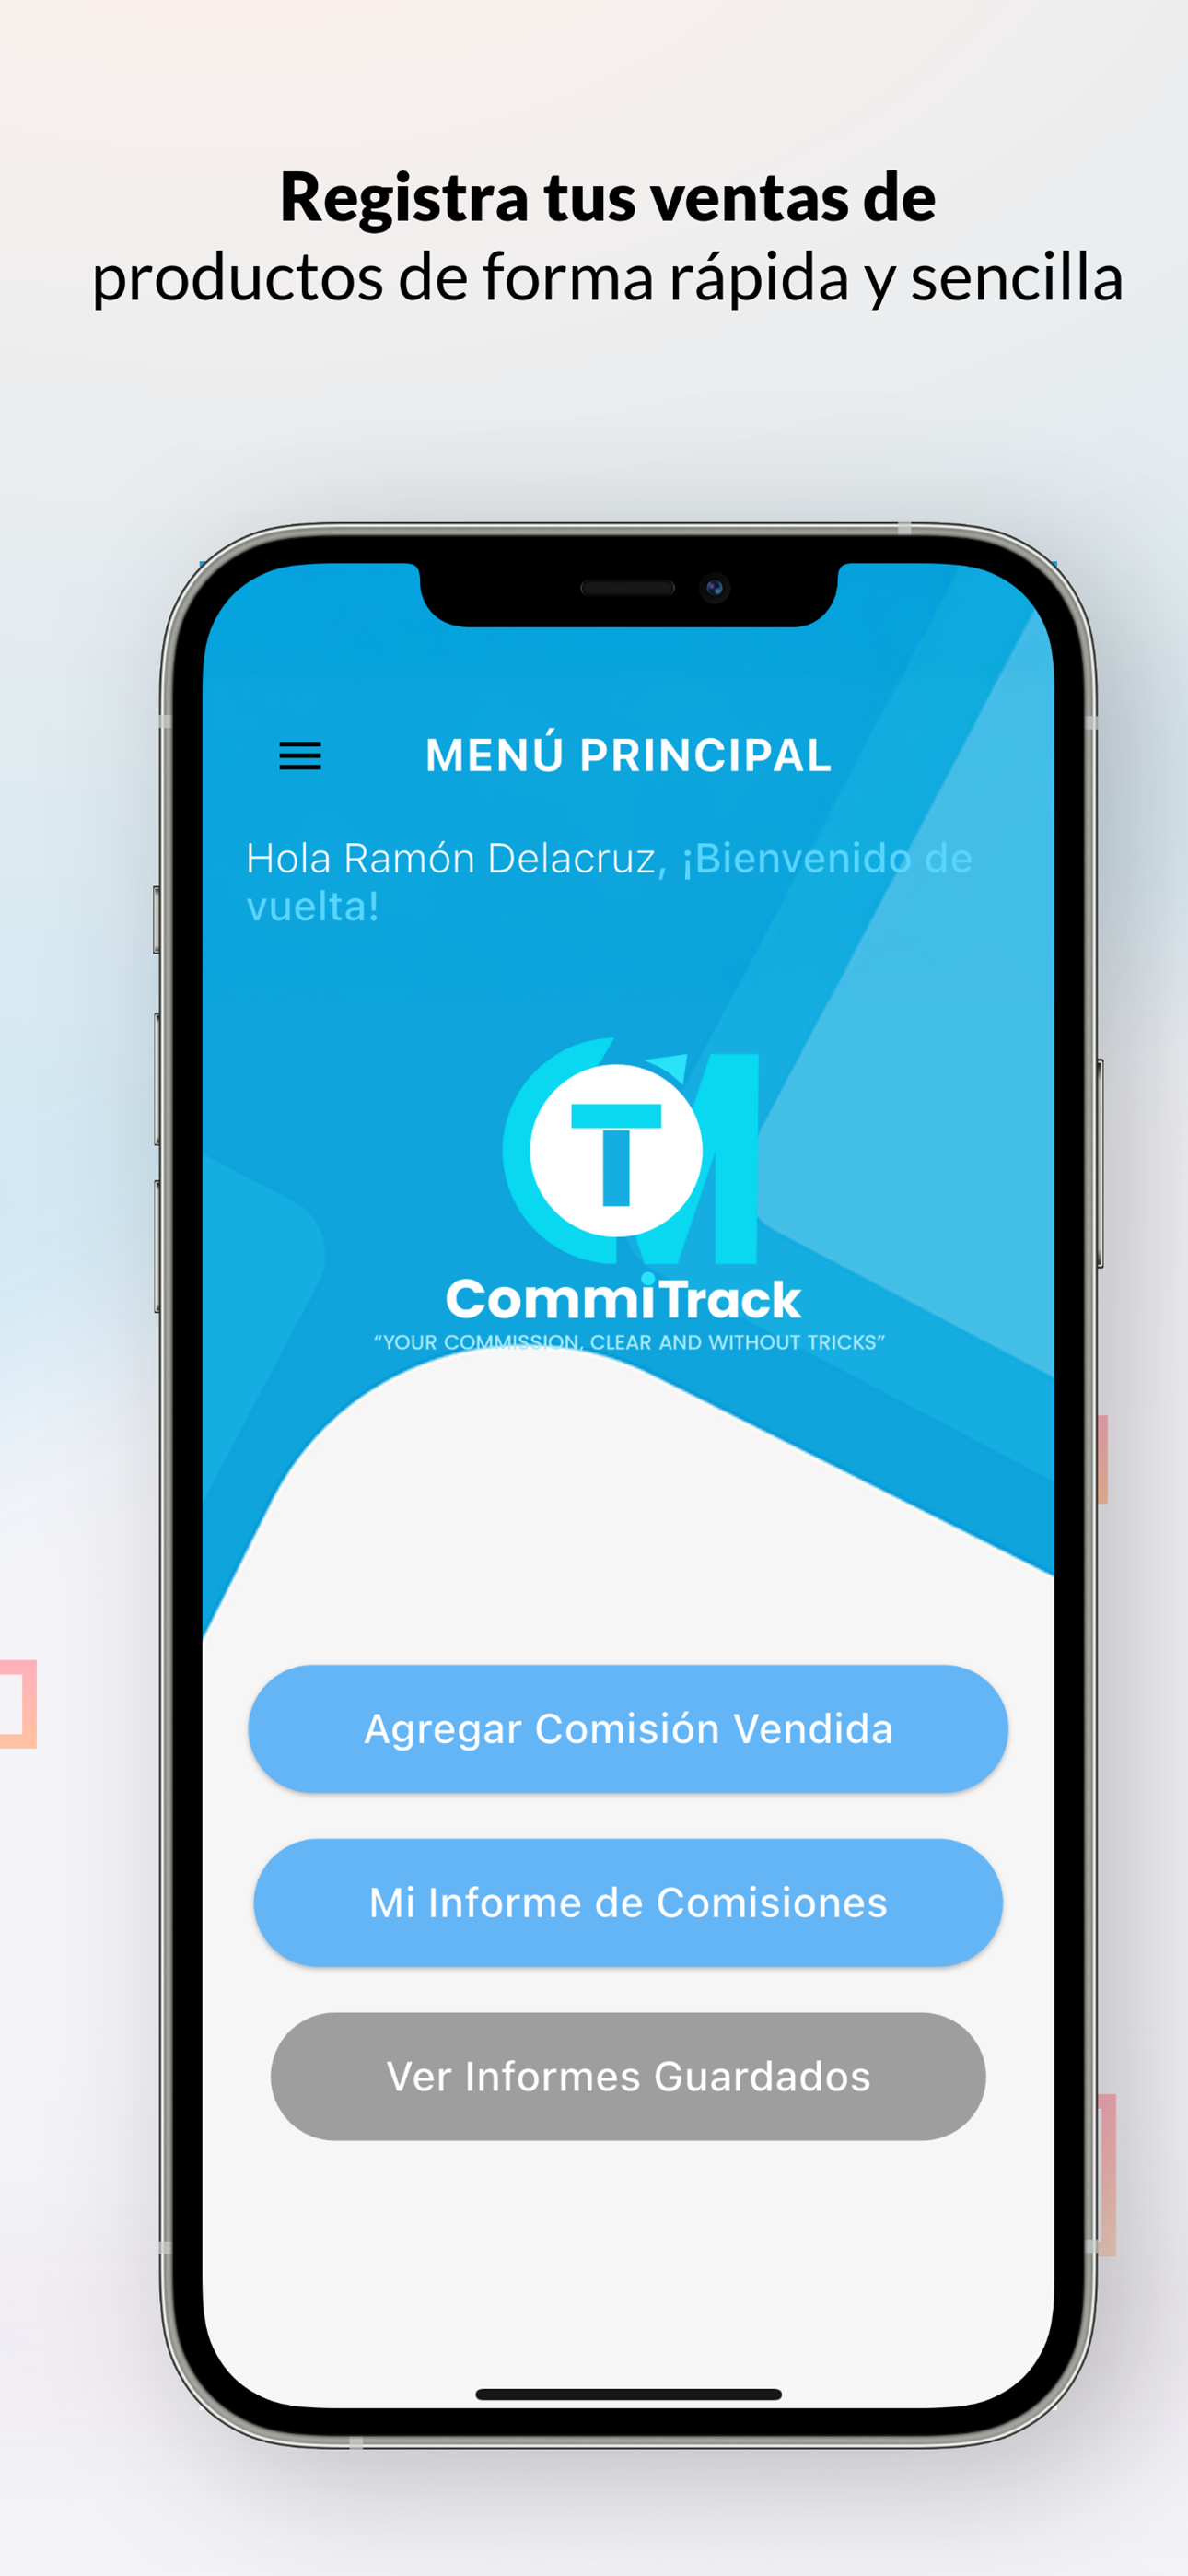 Registra tus ventas de
productos de forma rápida y sencilla
MENÚ PRINCIPAL
Hola Ramón Delacruz, ¡Bienvenido de
vuelta!
T
CM
CommiTrack
“YOUR COMMISSION, CLEAR AND WITHOUT TRICKS”
Agregar Comisión Vendida
Mi Informe de Comisiones
Ver Informes Guardados